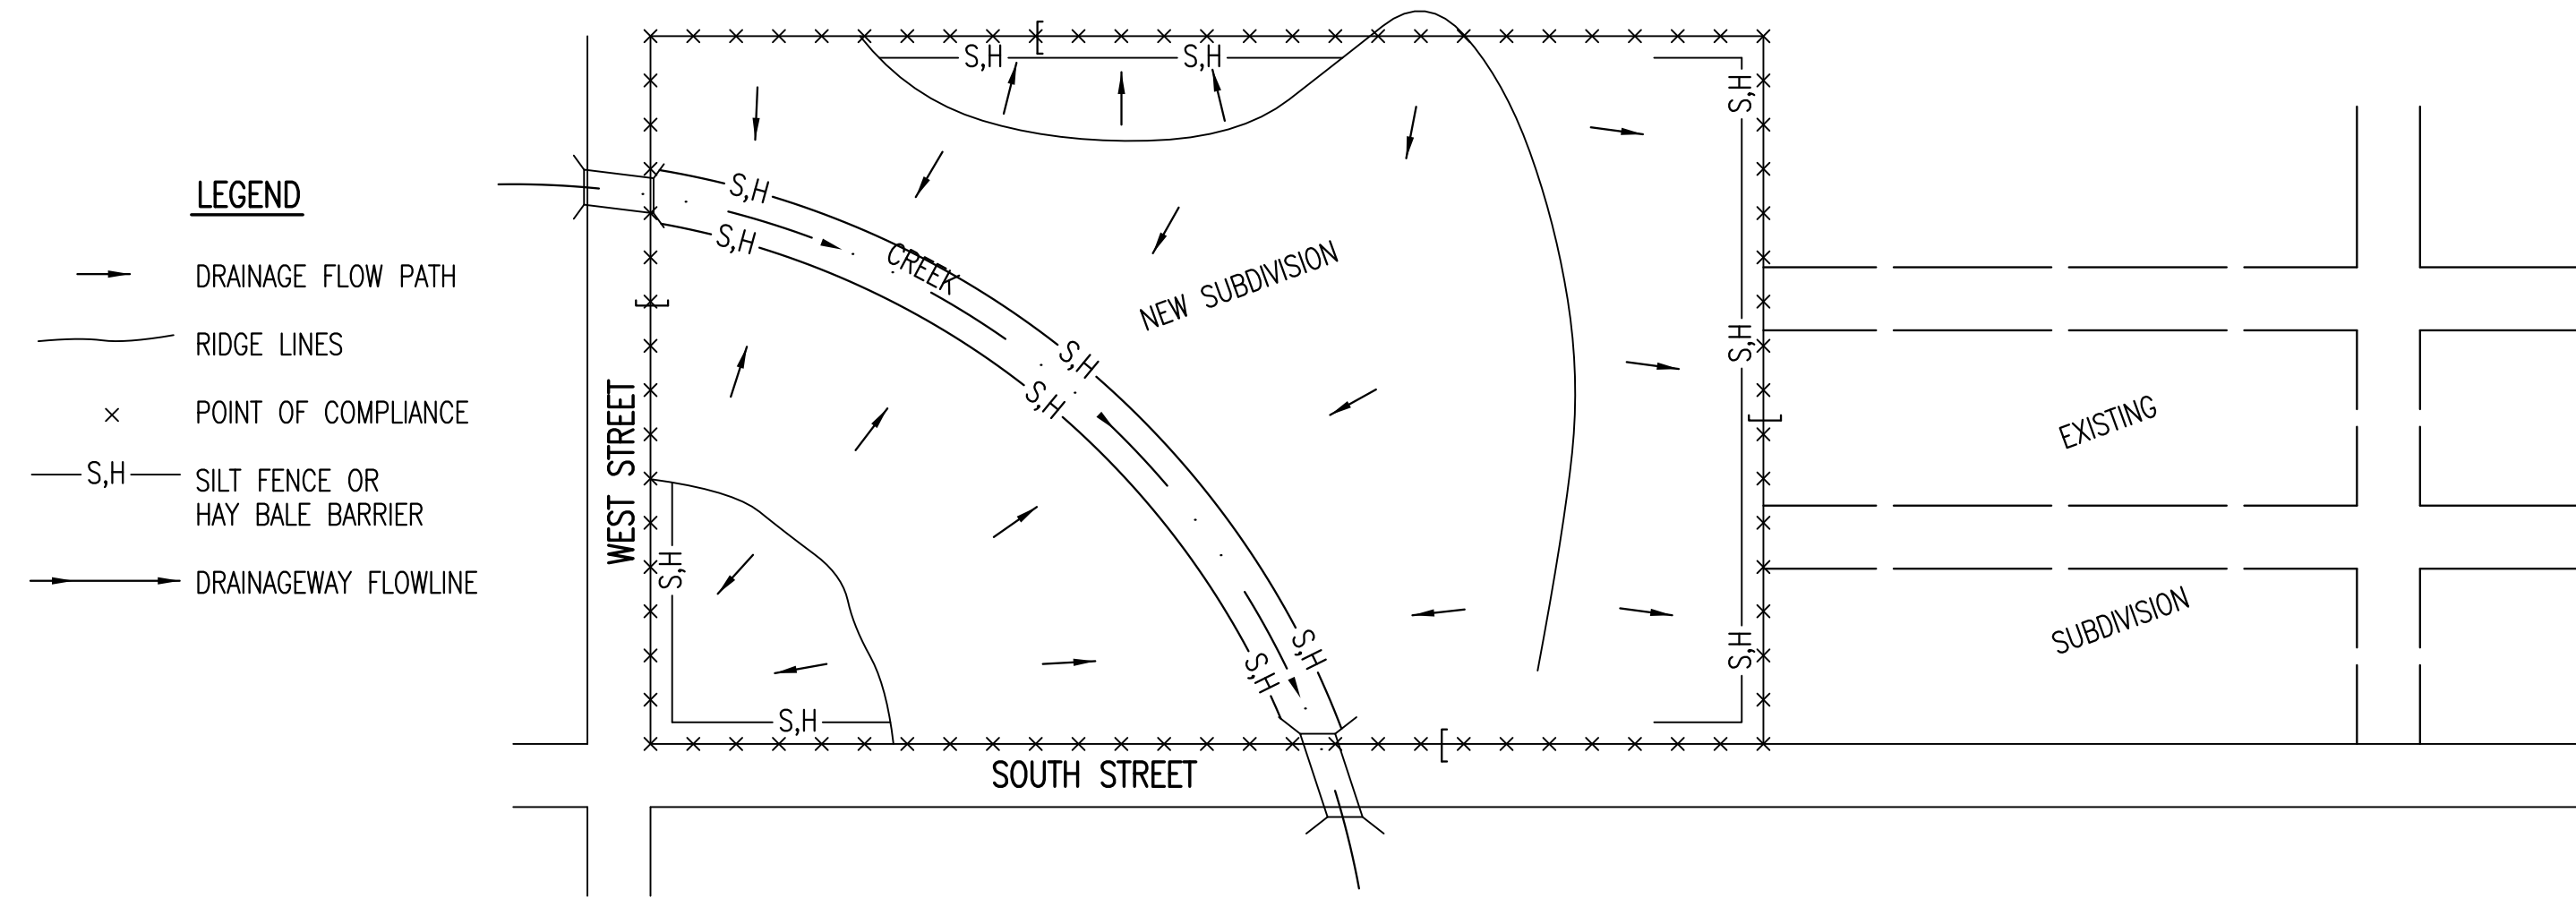 LEGEND
DRAINAGE FLOW PATH
RIDGE LINES
POINT OF COMPLIANCE
S,H
SILT FENCE OR
HAY BALE BARRIER
DRAINAGEWAY FLOWLINE
S,H
S,H
S,H
S,H
S,H
CREEK
NEW SUBDIVISION
S,H
S,H
S,H
WEST STREET
S,H
S,H
S,H
S,H
S,H
SOUTH STREET
EXISTING
SUBDIVISION